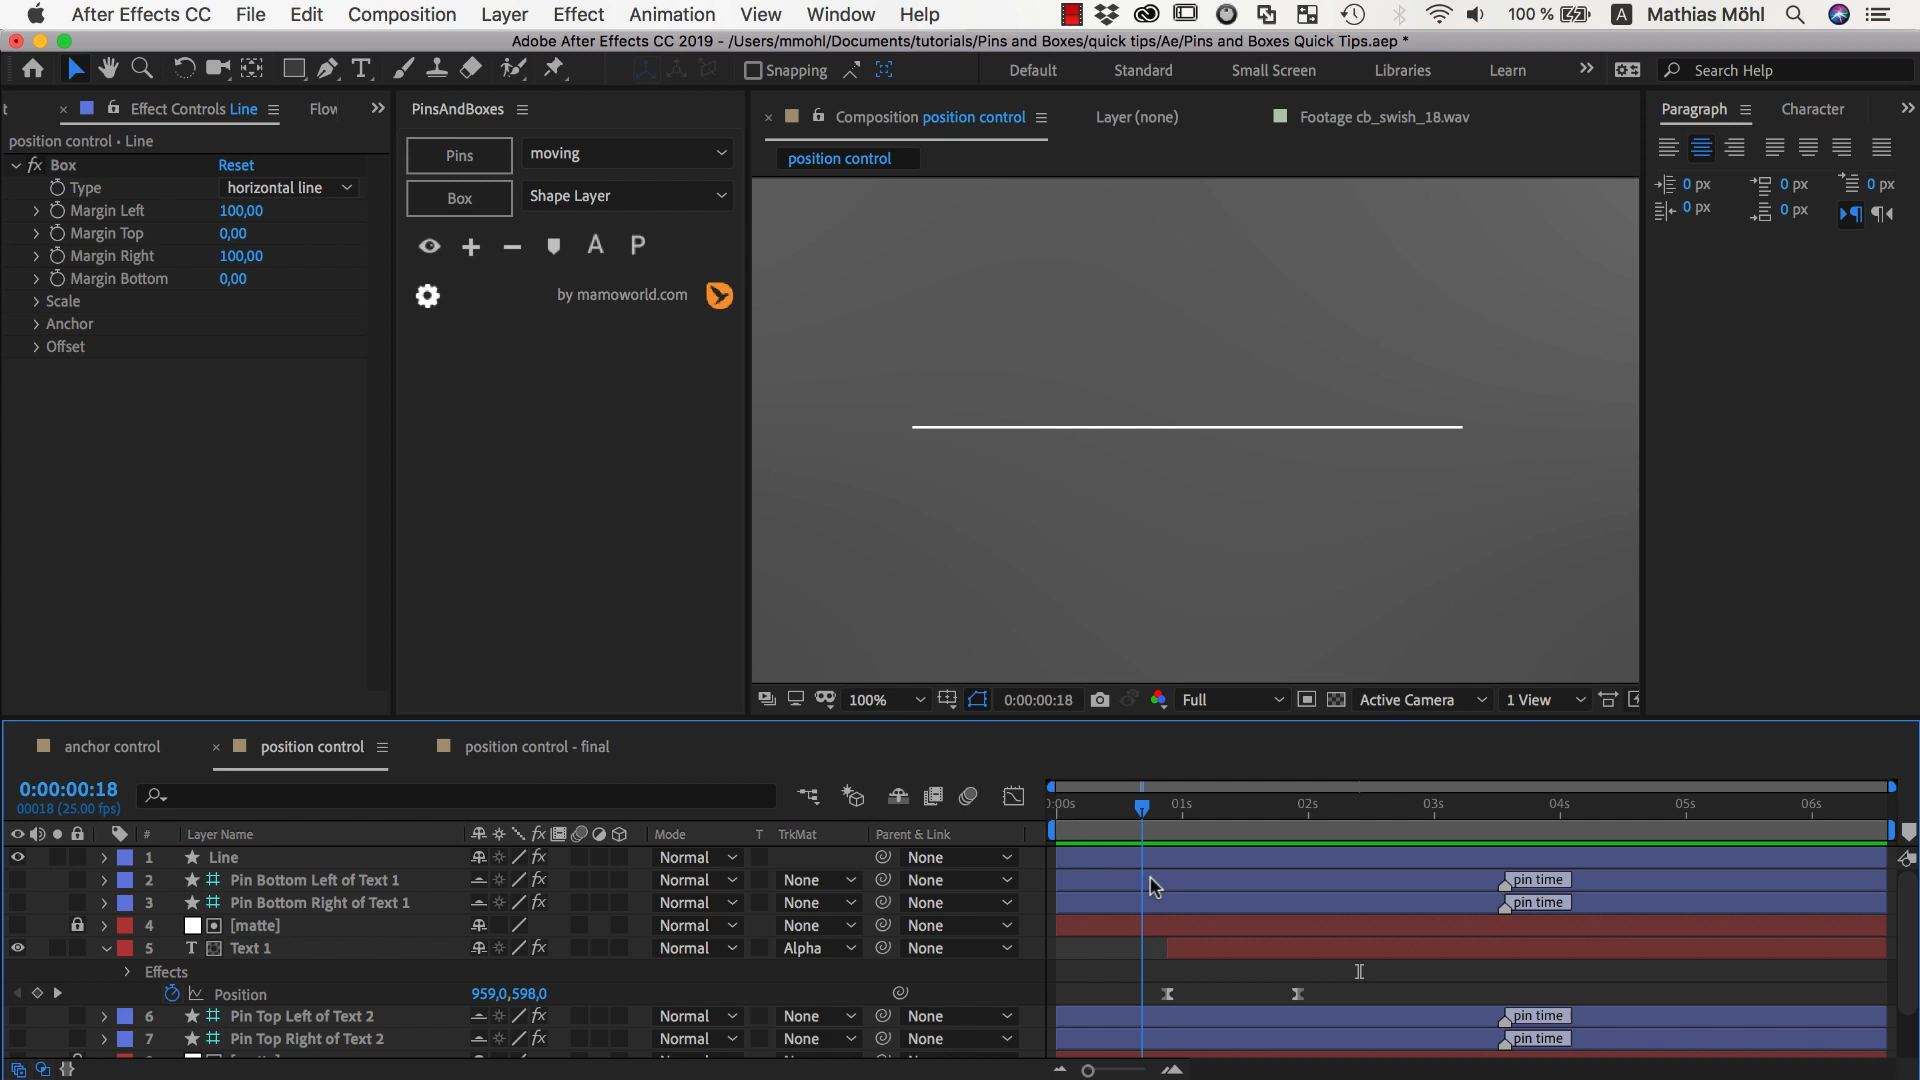 After Effects CC File Edit Composition Layer Effect Animation View Window Help 100 % A Mathias Möhl
Adobe After Effects CC 2019 - /Users/mmohl/Documents/tutorials/Pins and Boxes/quick tips/Ae/Pins and Boxes Quick Tips.aep *
Snapping Default Standard Small Screen Libraries Learn Search Help
Effect Controls Line Flow
position control • Line
fx Box Reset
Type horizontal line
Margin Left 100,00
Margin Top 0,00
Margin Right 100,00
Margin Bottom 0,00
Scale
Anchor
Offset
PinsAndBoxes
Pins moving
Box Shape Layer
A P
by mamoworld.com
Composition position control Layer (none) Footage cb_swish_18.wav
position control
100% 0:00:00:18 Full Active Camera 1 View
Paragraph Character
0 px 0 px 0 px
0 px 0 px
anchor control position control position control - final
0:00:00:18
00018 (25.00 fps)
0:00s 01s 02s 03s 04s 05s 06s
# Layer Name fx Mode T TrkMat Parent & Link
1 Line fx Normal None
2 Pin Bottom Left of Text 1 fx Normal None None pin time
3 Pin Bottom Right of Text 1 fx Normal None None pin time
4 [matte] Normal None None
5 T Text 1 fx Normal Alpha None
Effects
Position 959,0,598,0
6 Pin Top Left of Text 2 fx Normal None None pin time
7 Pin Top Right of Text 2 fx Normal None None pin time